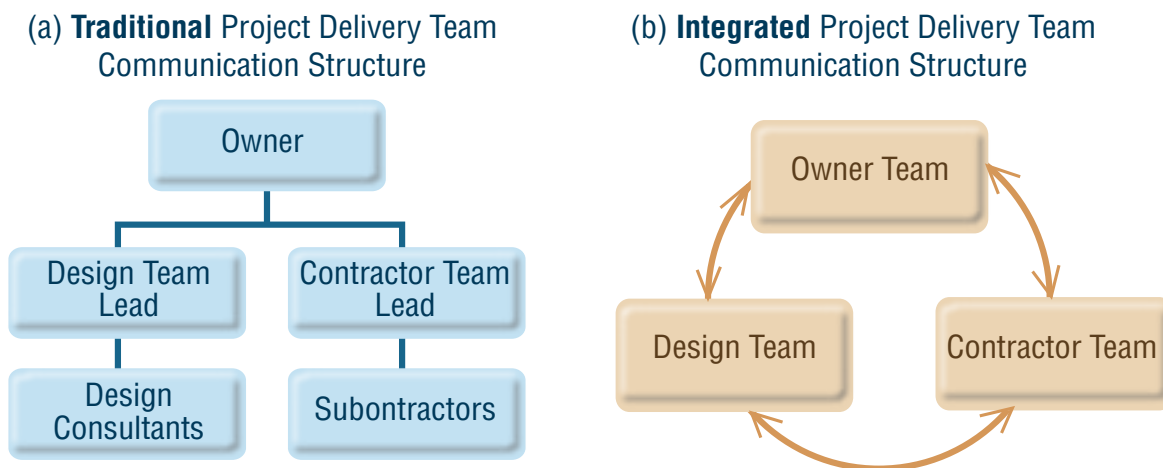 (a) Traditional Project Delivery Team
Communication Structure
Owner
Design Team
Lead
Contractor Team
Lead
Design
Consultants
Subontractors
(b) Integrated Project Delivery Team
Communication Structure
Owner Team
Design Team
Contractor Team